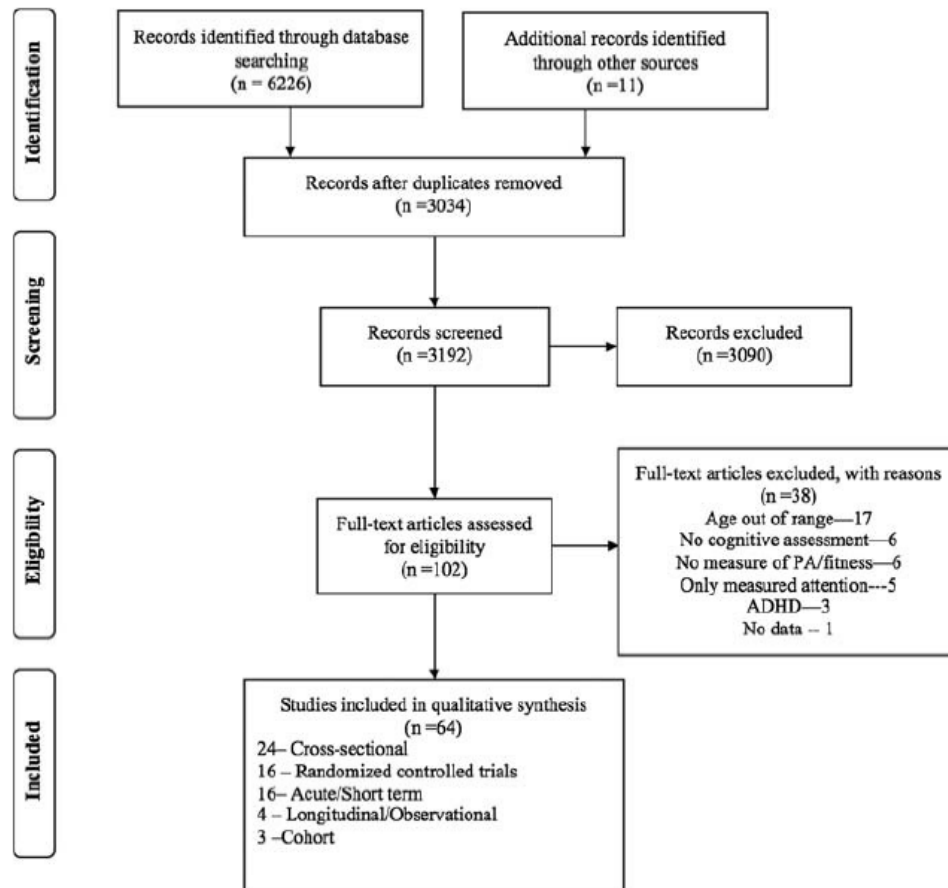 Identification
Records identified through database
searching
(n = 6226)
Additional records identified
through other sources
(n =11)
Records after duplicates removed
(n =3034)
Screening
Records screened
(n =3192)
Records excluded
(n =3090)
Eligibility
Full-text articles assessed
for eligibility
(n =102)
Full-text articles excluded, with reasons
(n =38)
Age out of range—17
No cognitive assessment—6
No measure of PA/fitness—6
Only measured attention---5
ADHD—3
No data – 1
Included
Studies included in qualitative synthesis
(n =64)
24– Cross-sectional
16 – Randomized controlled trials
16– Acute/Short term
4 – Longitudinal/Observational
3 –Cohort